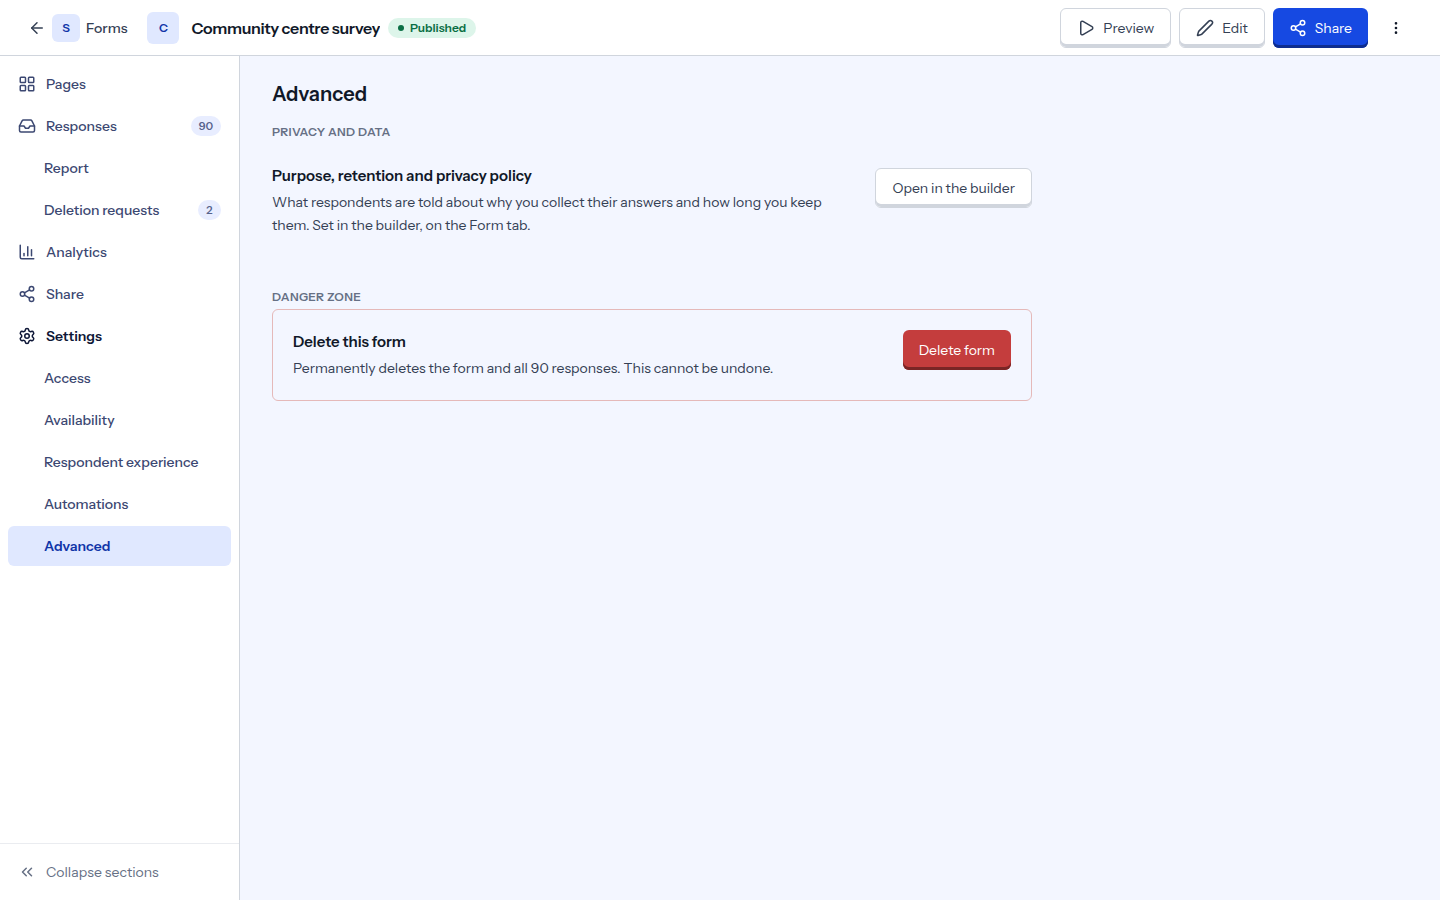 S Forms C Community centre survey Published Preview Edit Share
Pages
Responses 90
Report
Deletion requests 2
Analytics
Share
Settings
Access
Availability
Respondent experience
Automations
Advanced
Collapse sections
Advanced
PRIVACY AND DATA
Purpose, retention and privacy policy
What respondents are told about why you collect their answers and how long you keep
them. Set in the builder, on the Form tab.
Open in the builder
DANGER ZONE
Delete this form
Permanently deletes the form and all 90 responses. This cannot be undone.
Delete form